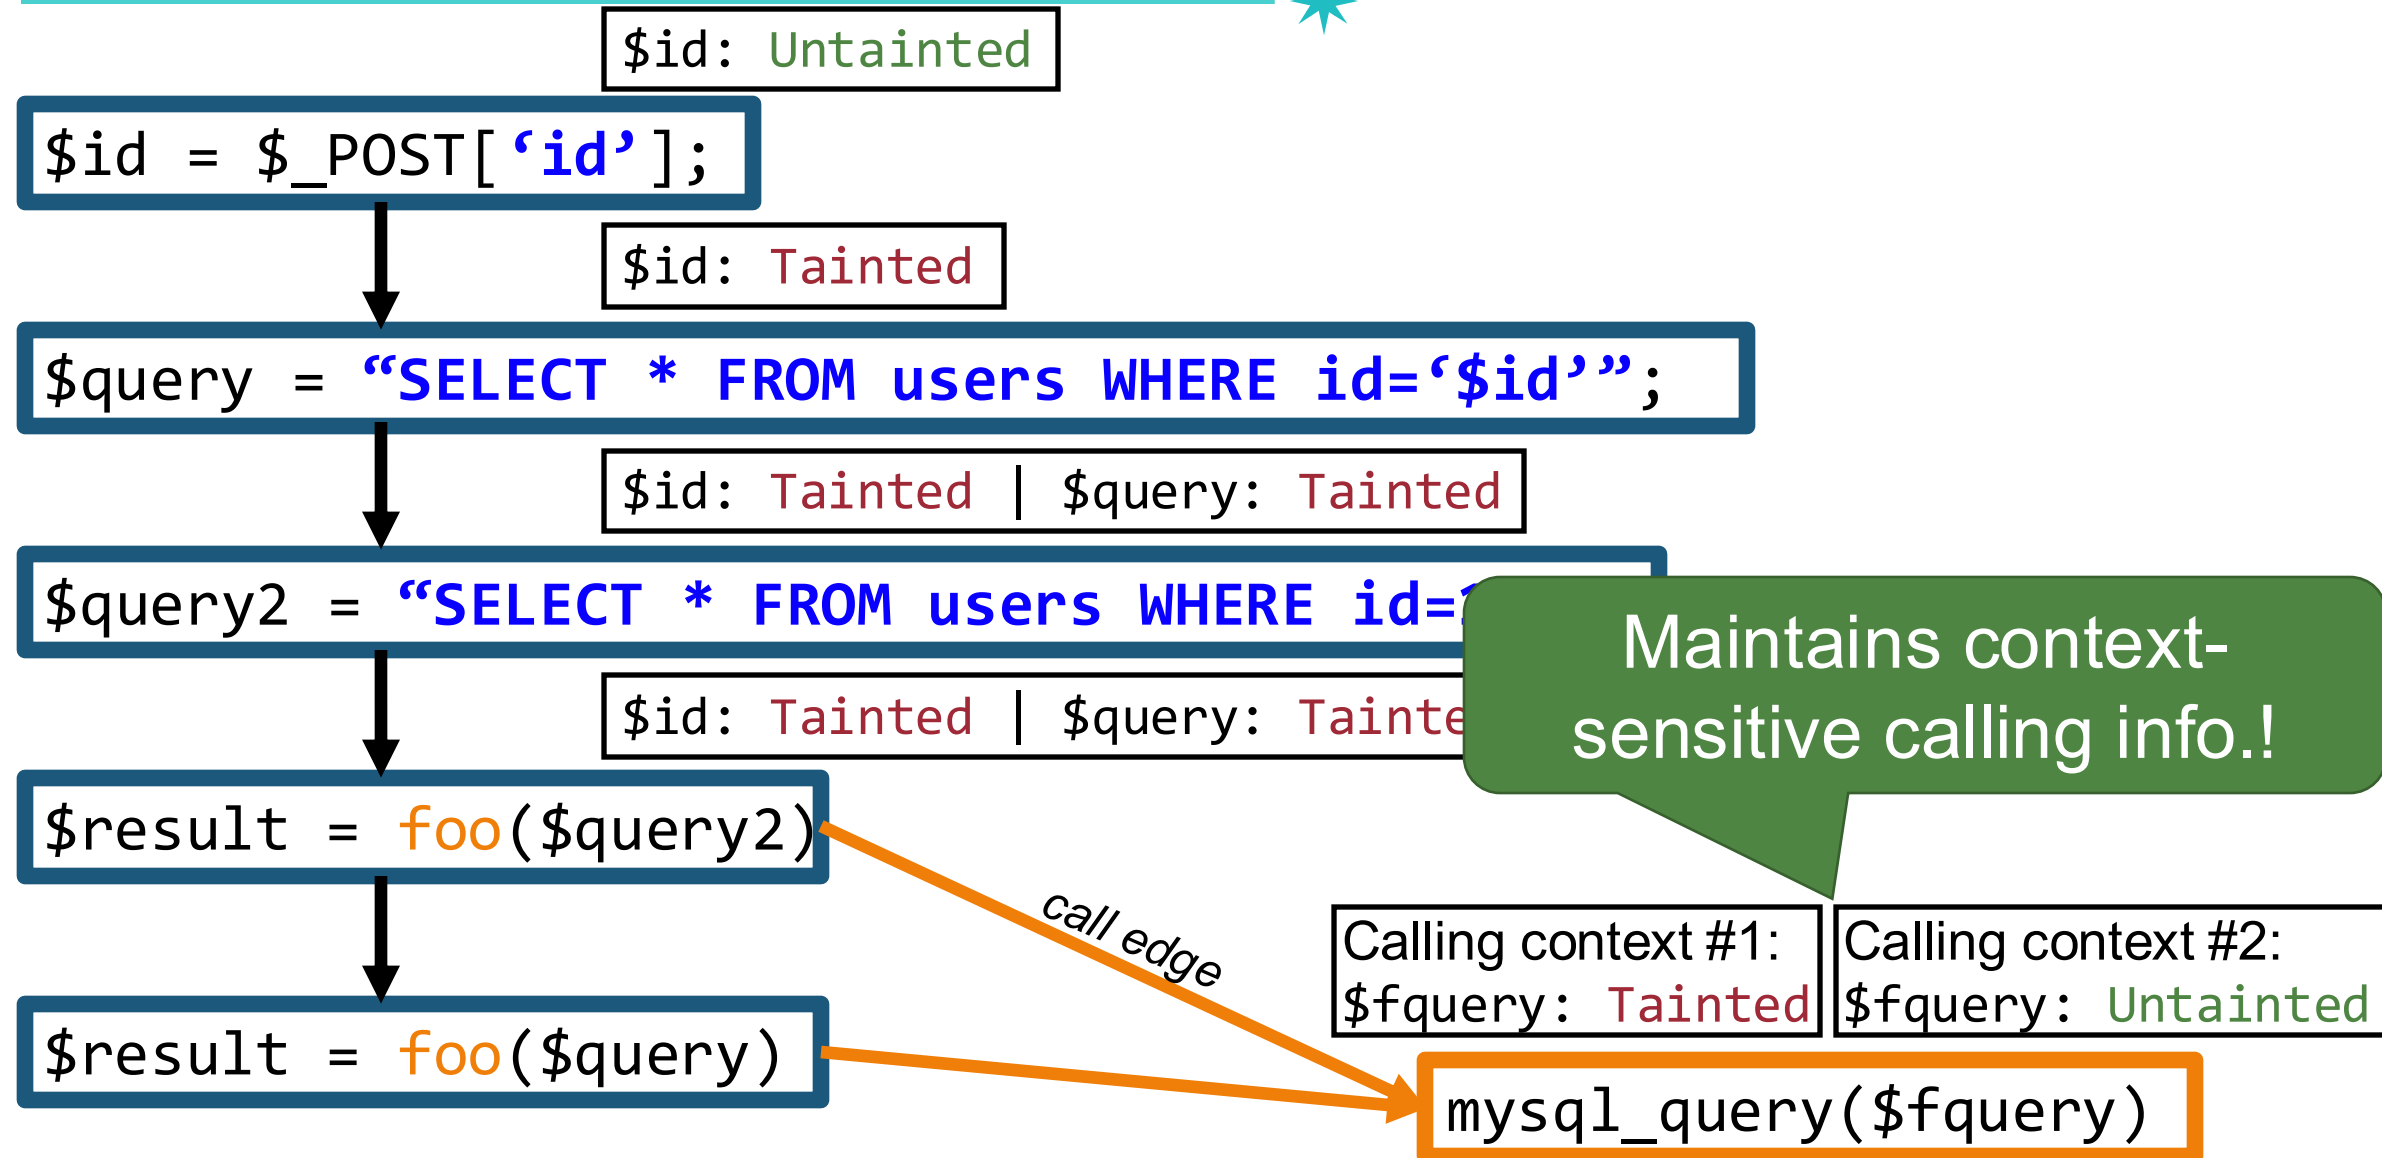 $id: Untainted
$id = $_POST[‘id’];
$id: Tainted
$query = “SELECT * FROM users WHERE id=‘$id’”;
$id: Tainted | $query: Tainted
$query2 = “SELECT * FROM users WHERE
Maintains context-
sensitive calling info.!
$id: Tainted | $query:
$result = foo($query2)
call edge
Calling context #1:
$fquery: Tainted
Calling context #2:
$fquery: Untainted
$result = foo($query)
mysql_query($fquery)